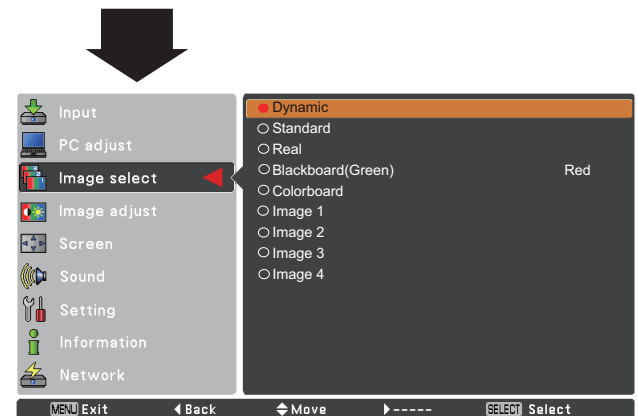 Input
PC adjust
Image select
Image adjust
Screen
Sound
Setting
Information
Network
Dynamic
Standard
Real
Blackboard(Green) Red
Colorboard
Image 1
Image 2
Image 3
Image 4
MENU Exit ◀Back ◆Move ▶----- SELECT Select